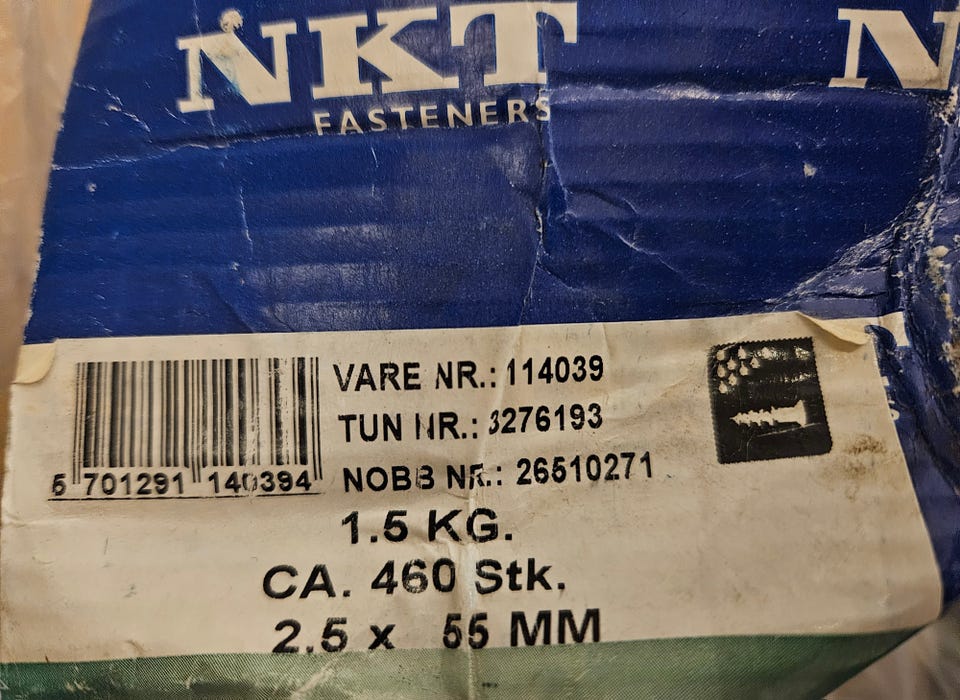 NKT
FASTENERS
N
5 701291 140394
VARE NR.: 114039
TUN NR.: 3276193
NOBB NR.: 26510271
1.5 KG.
CA. 460 Stk.
2.5 x 55 MM